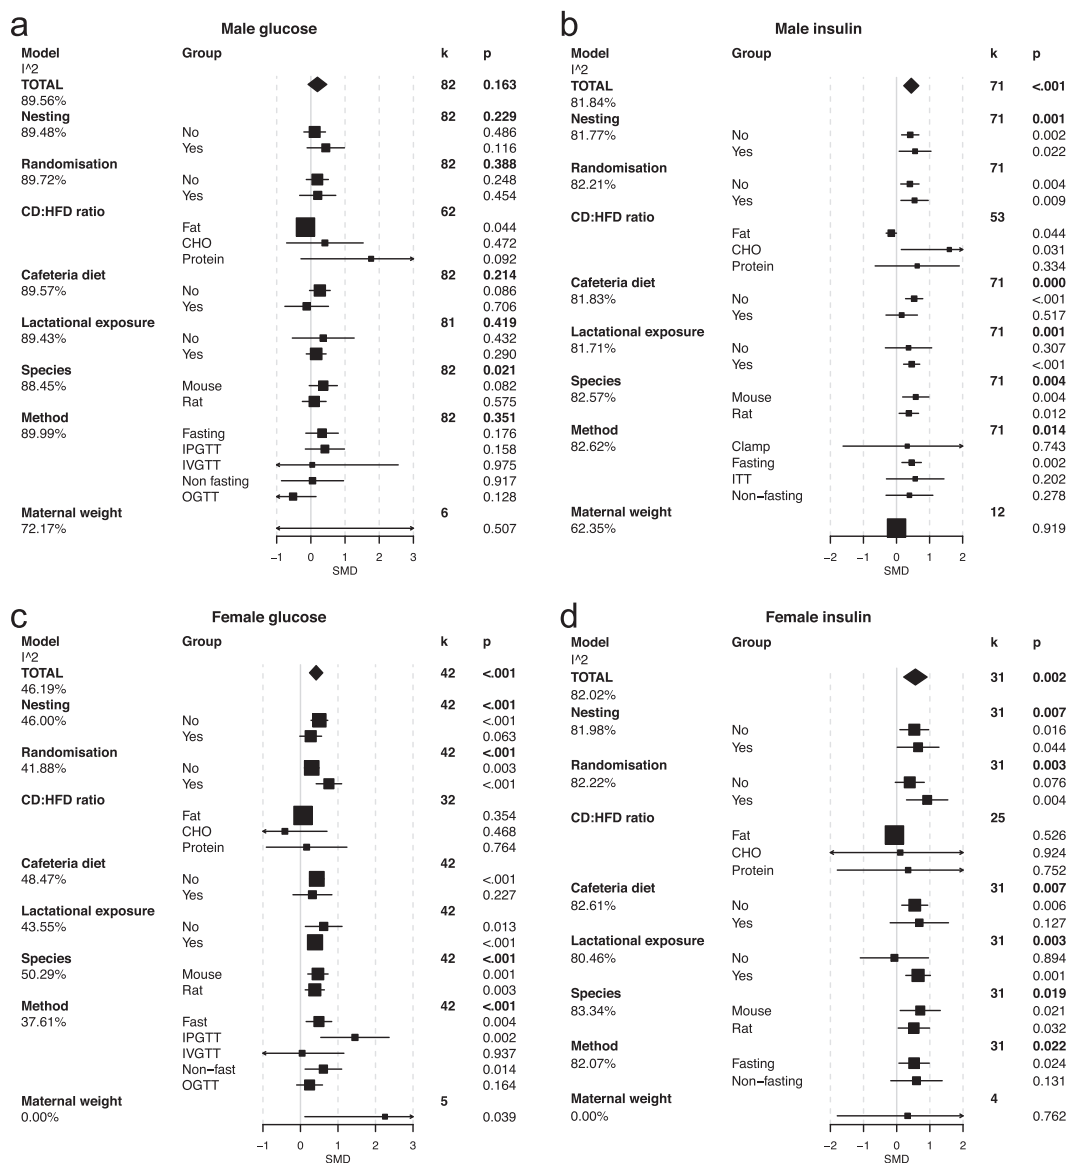 a
Male glucose
Model Group k p
I^2
TOTAL 82 0.163
89.56%
Nesting 82 0.229
89.48% No 0.486
Yes 0.116
Randomisation 82 0.388
89.72% No 0.248
Yes 0.454
CD:HFD ratio 62
Fat 0.044
CHO 0.472
Protein 0.092
Cafeteria diet 82 0.214
89.57% No 0.086
Yes 0.706
Lactational exposure 81 0.419
89.43% No 0.432
Yes 0.290
Species 82 0.021
88.45% Mouse 0.082
Rat 0.575
Method 82 0.351
89.99% Fasting 0.176
IPGTT 0.158
IVGTT 0.975
Non fasting 0.917
OGTT 0.128
Maternal weight 6
72.17% 0.507
−1 0 1 2 3
SMD
b
Male insulin
Model Group k p
I^2
TOTAL 71 <.001
81.84%
Nesting 71 0.001
81.77% No 0.002
Yes 0.022
Randomisation 71
82.21% No 0.004
Yes 0.009
CD:HFD ratio 53
Fat 0.044
CHO 0.031
Protein 0.334
Cafeteria diet 71 0.000
81.83% No <.001
Yes 0.517
Lactational exposure 71 0.001
81.71% No 0.307
Yes <.001
Species 71 0.004
82.57% Mouse 0.004
Rat 0.012
Method 71 0.014
82.62% Clamp 0.743
Fasting 0.002
ITT 0.202
Non−fasting 0.278
Maternal weight 12
62.35% 0.919
−2 −1 0 1 2
SMD
c
Female glucose
Model Group k p
I^2
TOTAL 42 <.001
46.19%
Nesting 42 <.001
46.00% No <.001
Yes 0.063
Randomisation 42 <.001
41.88% No 0.003
Yes <.001
CD:HFD ratio 32
Fat 0.354
CHO 0.468
Protein 0.764
Cafeteria diet 42
48.47% No <.001
Yes 0.227
Lactational exposure 42
43.55% No 0.013
Yes <.001
Species 42 <.001
50.29% Mouse 0.001
Rat 0.003
Method 42 <.001
37.61% Fast 0.004
IPGTT 0.002
IVGTT 0.937
Non−fast 0.014
OGTT 0.164
Maternal weight 5
0.00% 0.039
−1 0 1 2 3
SMD
d
Female insulin
Model Group k p
I^2
TOTAL 31 0.002
82.02%
Nesting 31 0.007
81.98% No 0.016
Yes 0.044
Randomisation 31 0.003
82.22% No 0.076
Yes 0.004
CD:HFD ratio 25
Fat 0.526
CHO 0.924
Protein 0.752
Cafeteria diet 31 0.007
82.61% No 0.006
Yes 0.127
Lactational exposure 31 0.003
80.46% No 0.894
Yes 0.001
Species 31 0.019
83.34% Mouse 0.021
Rat 0.032
Method 31 0.022
82.07% Fasting 0.024
Non−fasting 0.131
Maternal weight 4
0.00% 0.762
−2 −1 0 1 2
SMD